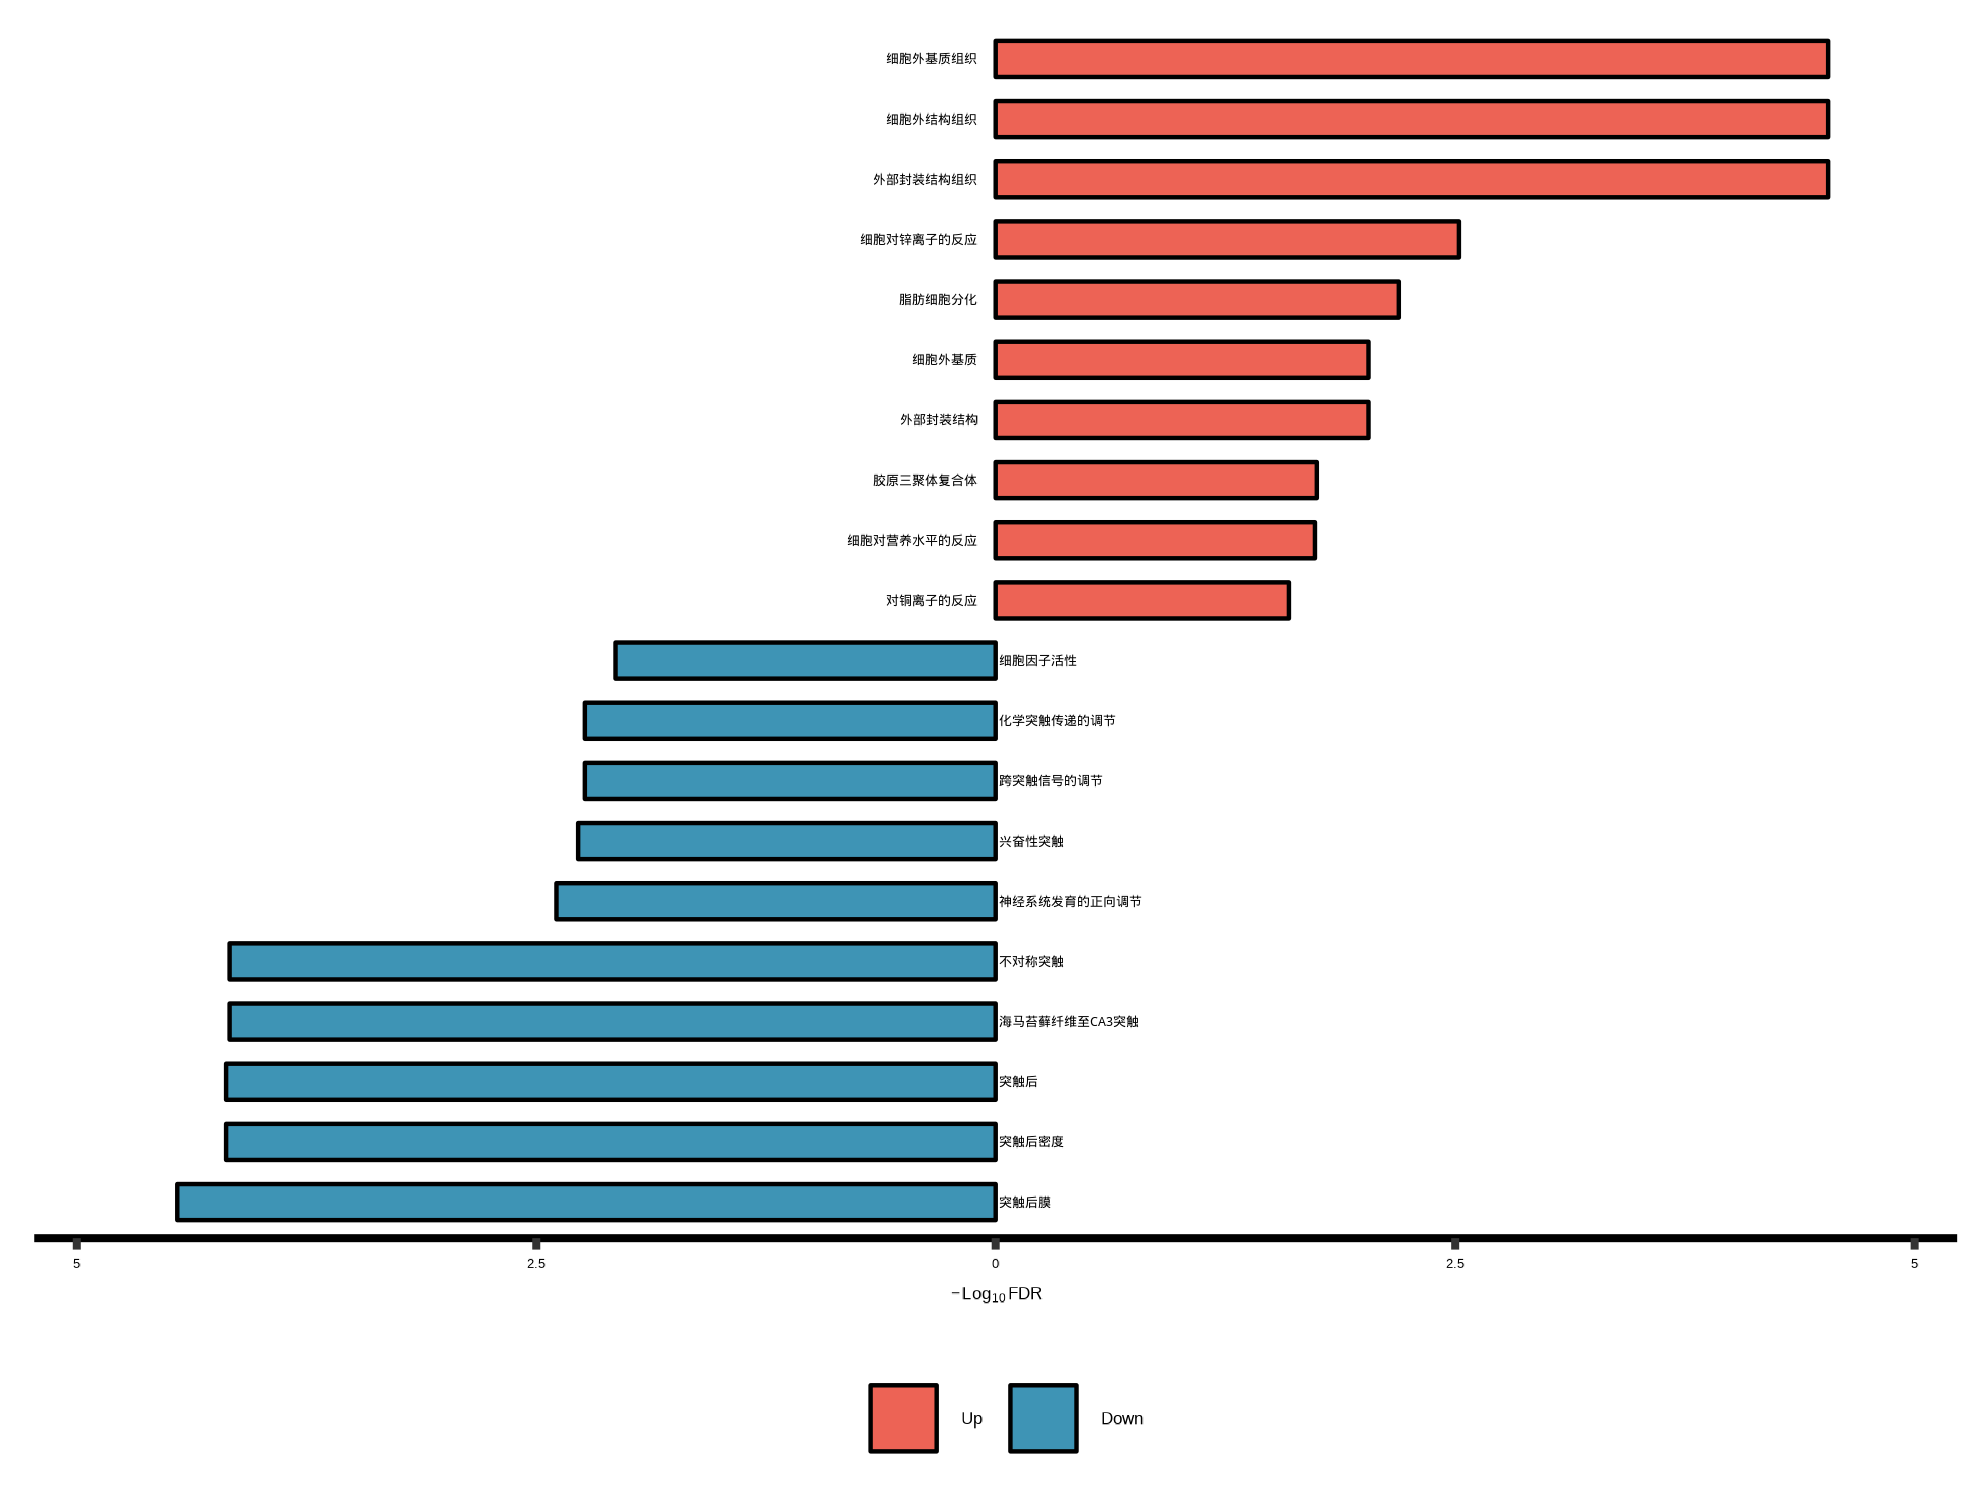 细胞外基质组织
细胞外结构组织
外部封装结构组织
细胞对锌离子的反应
脂肪细胞分化
细胞外基质
外部封装结构
胶原三聚体复合体
细胞对营养水平的反应
对铜离子的反应
细胞因子活性
化学突触传递的调节
跨突触信号的调节
兴奋性突触
神经系统发育的正向调节
不对称突触
海马苔藓纤维至CA3突触
突触后
突触后密度
突触后膜
5 2.5 0 2.5 5
−Log₁₀FDR
Up Down